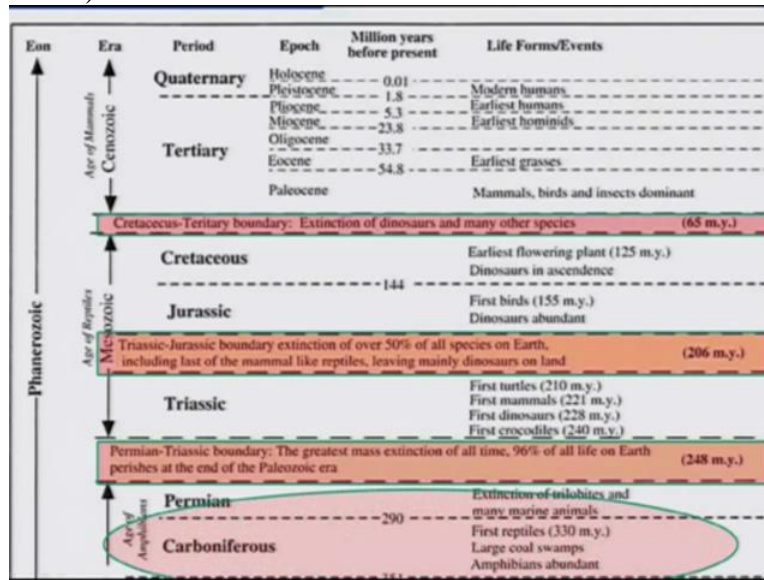 Eon Era Period Epoch Million years before present Life Forms/Events
Holocene
Quaternary 0.01
Pleistocene Modern humans
1.8
Pliocene Earliest humans
5.3
Miocene Earliest hominids
23.8
Oligocene
Tertiary 33.7
Eocene Earliest grasses
54.8
Paleocene Mammals, birds and insects dominant
Age of Mammals
Cenozoic
Cretacecus-Teritary boundary: Extinction of dinosaurs and many other species (65 m.y.)
Cretaceous Earliest flowering plant (125 m.y.)
Dinosaurs in ascendence
144
Jurassic First birds (155 m.y.)
Dinosaurs abundant
Phanerozoic
Age of Reptiles
Mesozoic
Triassic-Jurassic boundary extinction of over 50% of all species on Earth,
including last of the mammal like reptiles, leaving mainly dinosaurs on land (206 m.y.)
First turtles (210 m.y.)
Triassic First mammals (221 m.y.)
First dinosaurs (228 m.y.)
First crocodiles (240 m.y.)
Permian-Triassic boundary: The greatest mass extinction of all time, 96% of all life on Earth
perishes at the end of the Paleozoic era (248 m.y.)
Permian Extinction of trilobites and
many marine animals
290
Age of Amphibians
Carboniferous First reptiles (330 m.y.)
Large coal swamps
Amphibians abundant